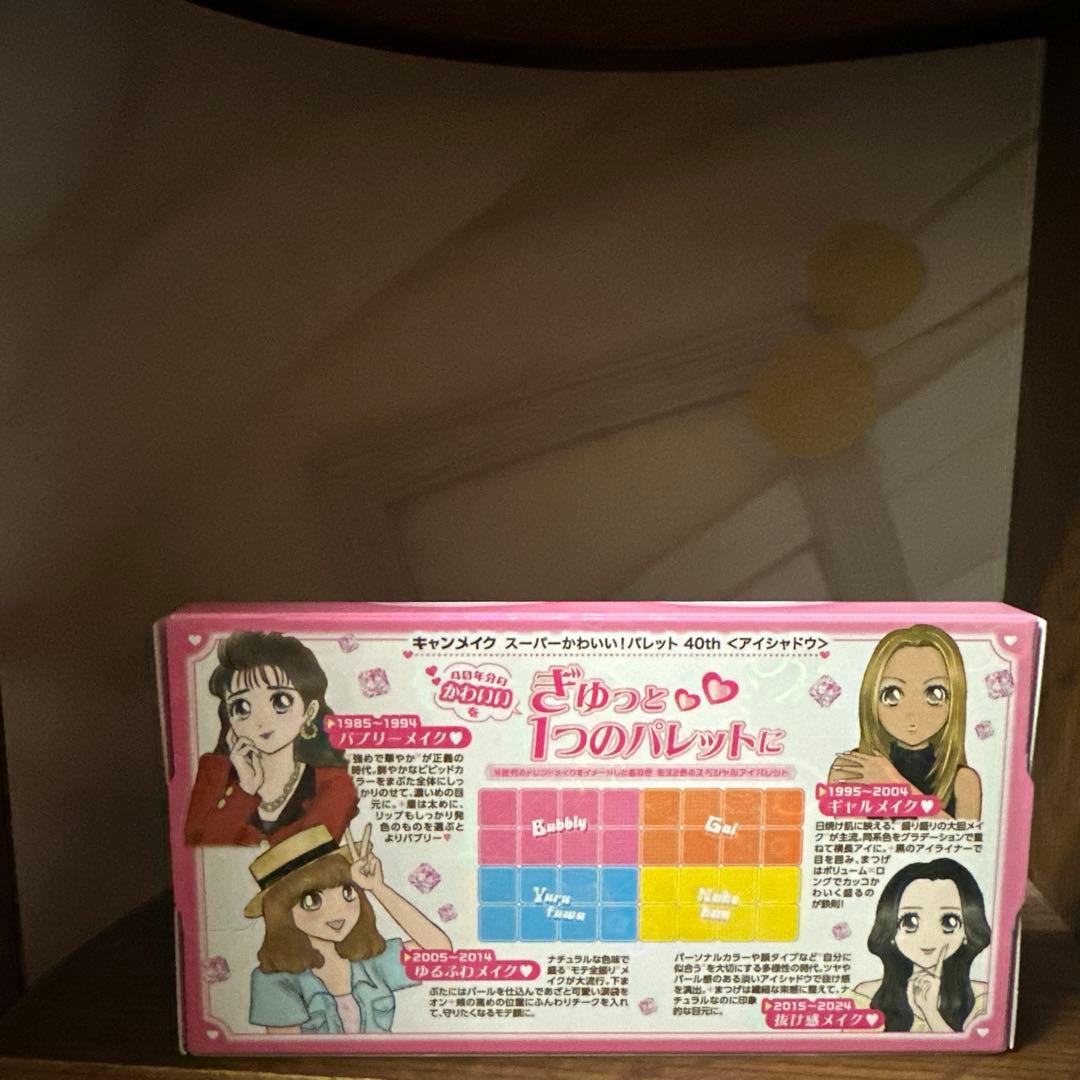 キャンメイク スーパーかわいい!パレット 40th <アイシャドウ>
40年分の
かわいい
を
ぎゅっと
1つのパレットに
1985~1994
バブリーメイク♥
"強めで華やか"が正義の
時代。鮮やかなビビッドカ
ラーをまぶた全体にしっ
かりのせて、濃いめの目
元に。+眉は太めに、
リップもしっかり発
色のものを選ぶと
よりバブリー♥
1995~2004
ギャルメイク♥
日焼け肌に映える、"盛り盛りの大胆メイ
ク"が主流。同系色をグラデーションで重
ねて横長アイに。+黒のアイライナーで
目を囲み、まつげ
はボリューム×ロ
ングでカッコか
わいく盛るの
が鉄則!
Bubbly
Gal
Yuru
fuwa
Nuke
kan
2005~2014
ゆるふわメイク♥
ナチュラルな色味で
盛る"モテ全振り"メ
イクが大流行。下ま
ぶたにはパールを仕込んであざと可愛い涙袋を
オン+頬の高めの位置にふんわりチークを入れ
て、守りたくなるモテ顔に。
パーソナルカラーや顔タイプなど"自分に
似合う"を大切にする多様性の時代。ツヤや
パール感のある淡いアイシャドウで抜け感
を演出。+まつげは繊細な束感に整えて、ナ
チュラルなのに印象
的な目元に。
2015~2024
抜け感メイク♥